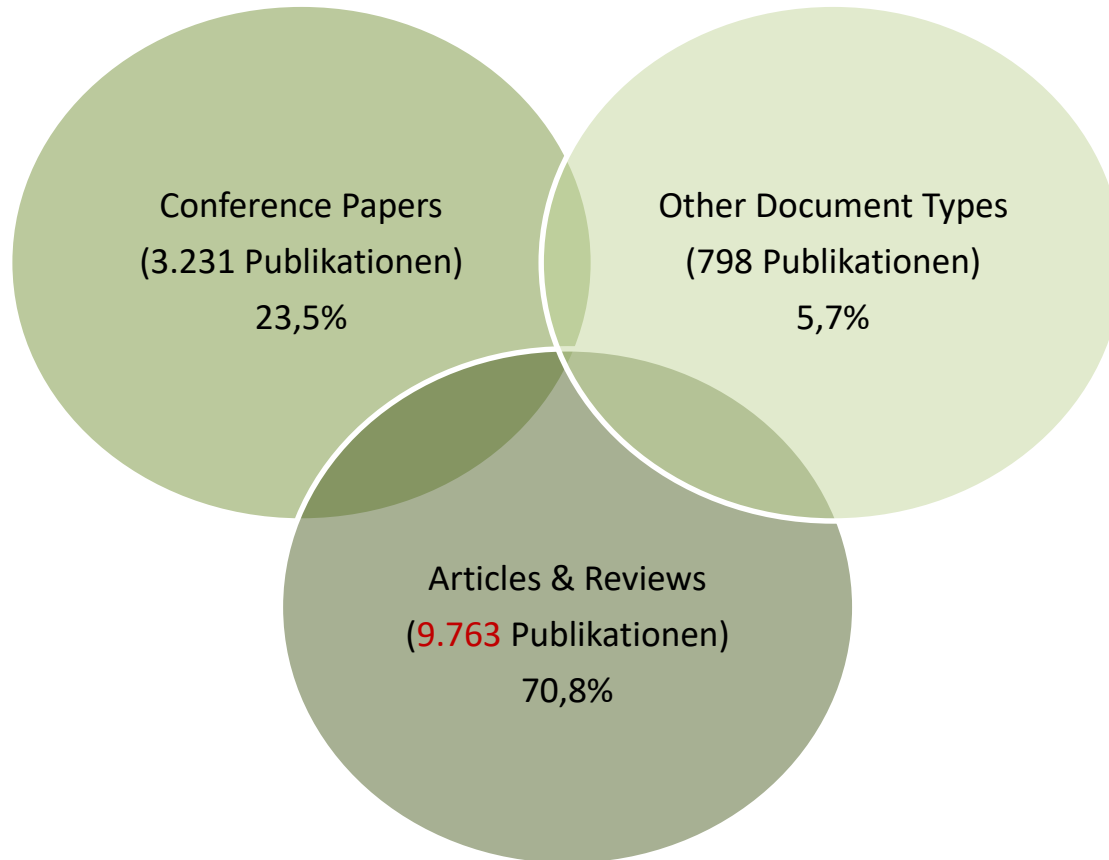 Conference Papers
(3.231 Publikationen)
23,5%
Other Document Types
(798 Publikationen)
5,7%
Articles & Reviews
(9.763 Publikationen)
70,8%